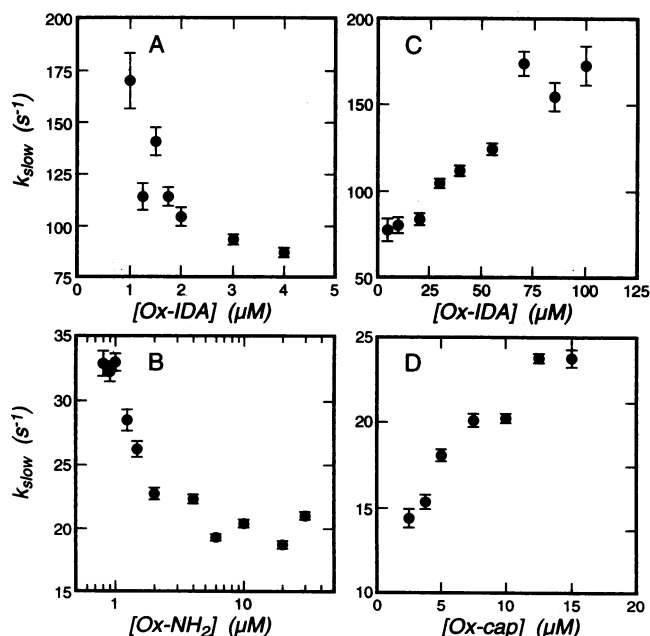 A
k_slow (s⁻¹)
200
175
150
125
100
75
0 1 2 3 4 5
[Ox-IDA] (µM)
C
200
150
100
50
0 25 50 75 100 125
[Ox-IDA] (µM)
B
k_slow (s⁻¹)
35
30
25
20
15
1 10
[Ox-NH₂] (µM)
D
25
20
15
10
0 5 10 15 20
[Ox-cap] (µM)